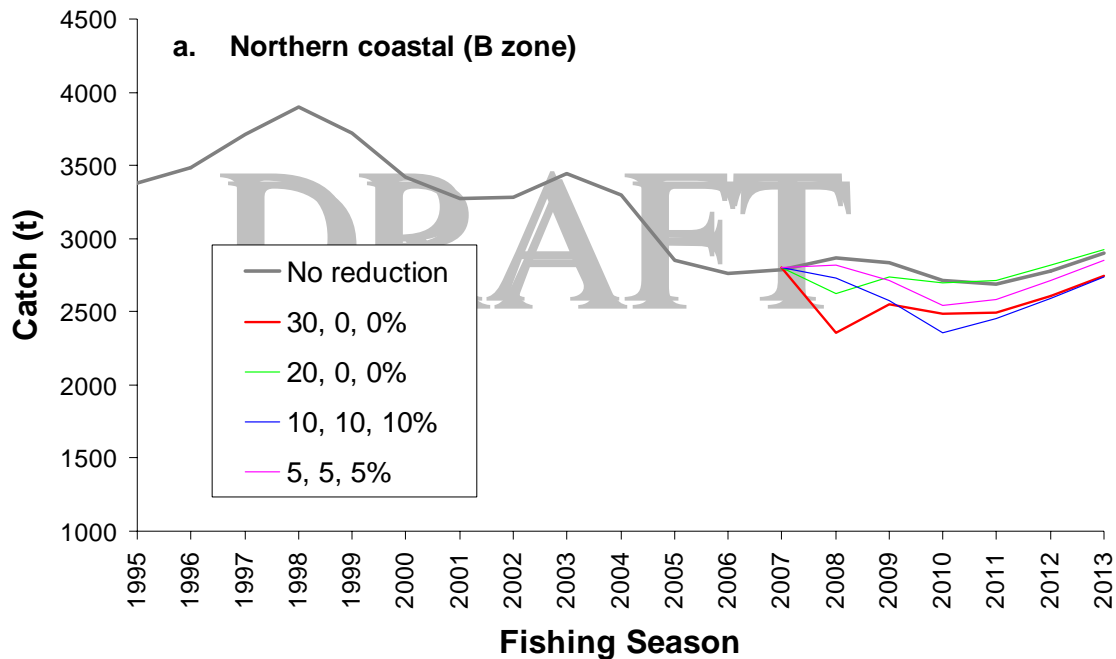 4500
a. Northern coastal (B zone)
4000
3500
3000
2500
2000
1500
1000
Catch (t)
DRAFT
No reduction
30, 0, 0%
20, 0, 0%
10, 10, 10%
5, 5, 5%
1995 1996 1997 1998 1999 2000 2001 2002 2003 2004 2005 2006 2007 2008 2009 2010 2011 2012 2013
Fishing Season